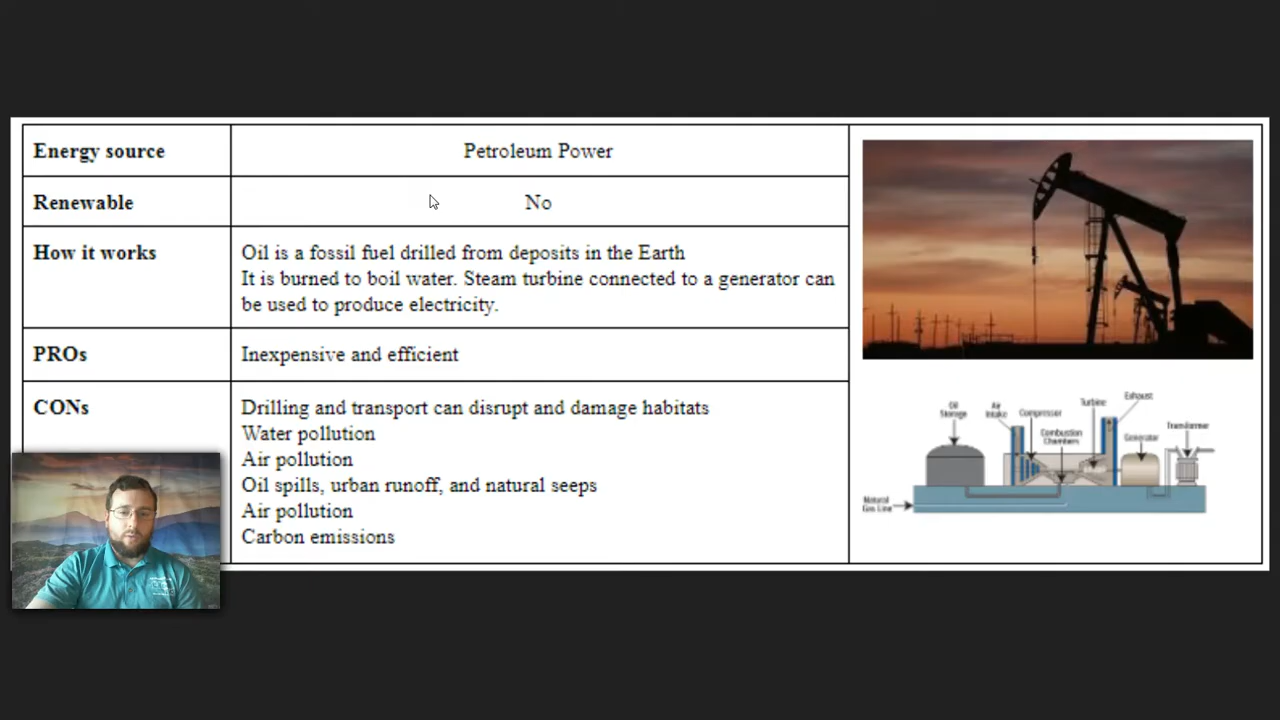 Energy source
Petroleum Power
Renewable
No
How it works
Oil is a fossil fuel drilled from deposits in the Earth
It is burned to boil water. Steam turbine connected to a generator can
be used to produce electricity.
PROs
Inexpensive and efficient
CONs
Drilling and transport can disrupt and damage habitats
Water pollution
Air pollution
Oil spills, urban runoff, and natural seeps
Air pollution
Carbon emissions
Oil
Storage
Air
Intake
Compressor
Combustion
Chambers
Turbine
Exhaust
Generator
Transformer
Natural
Gas Line